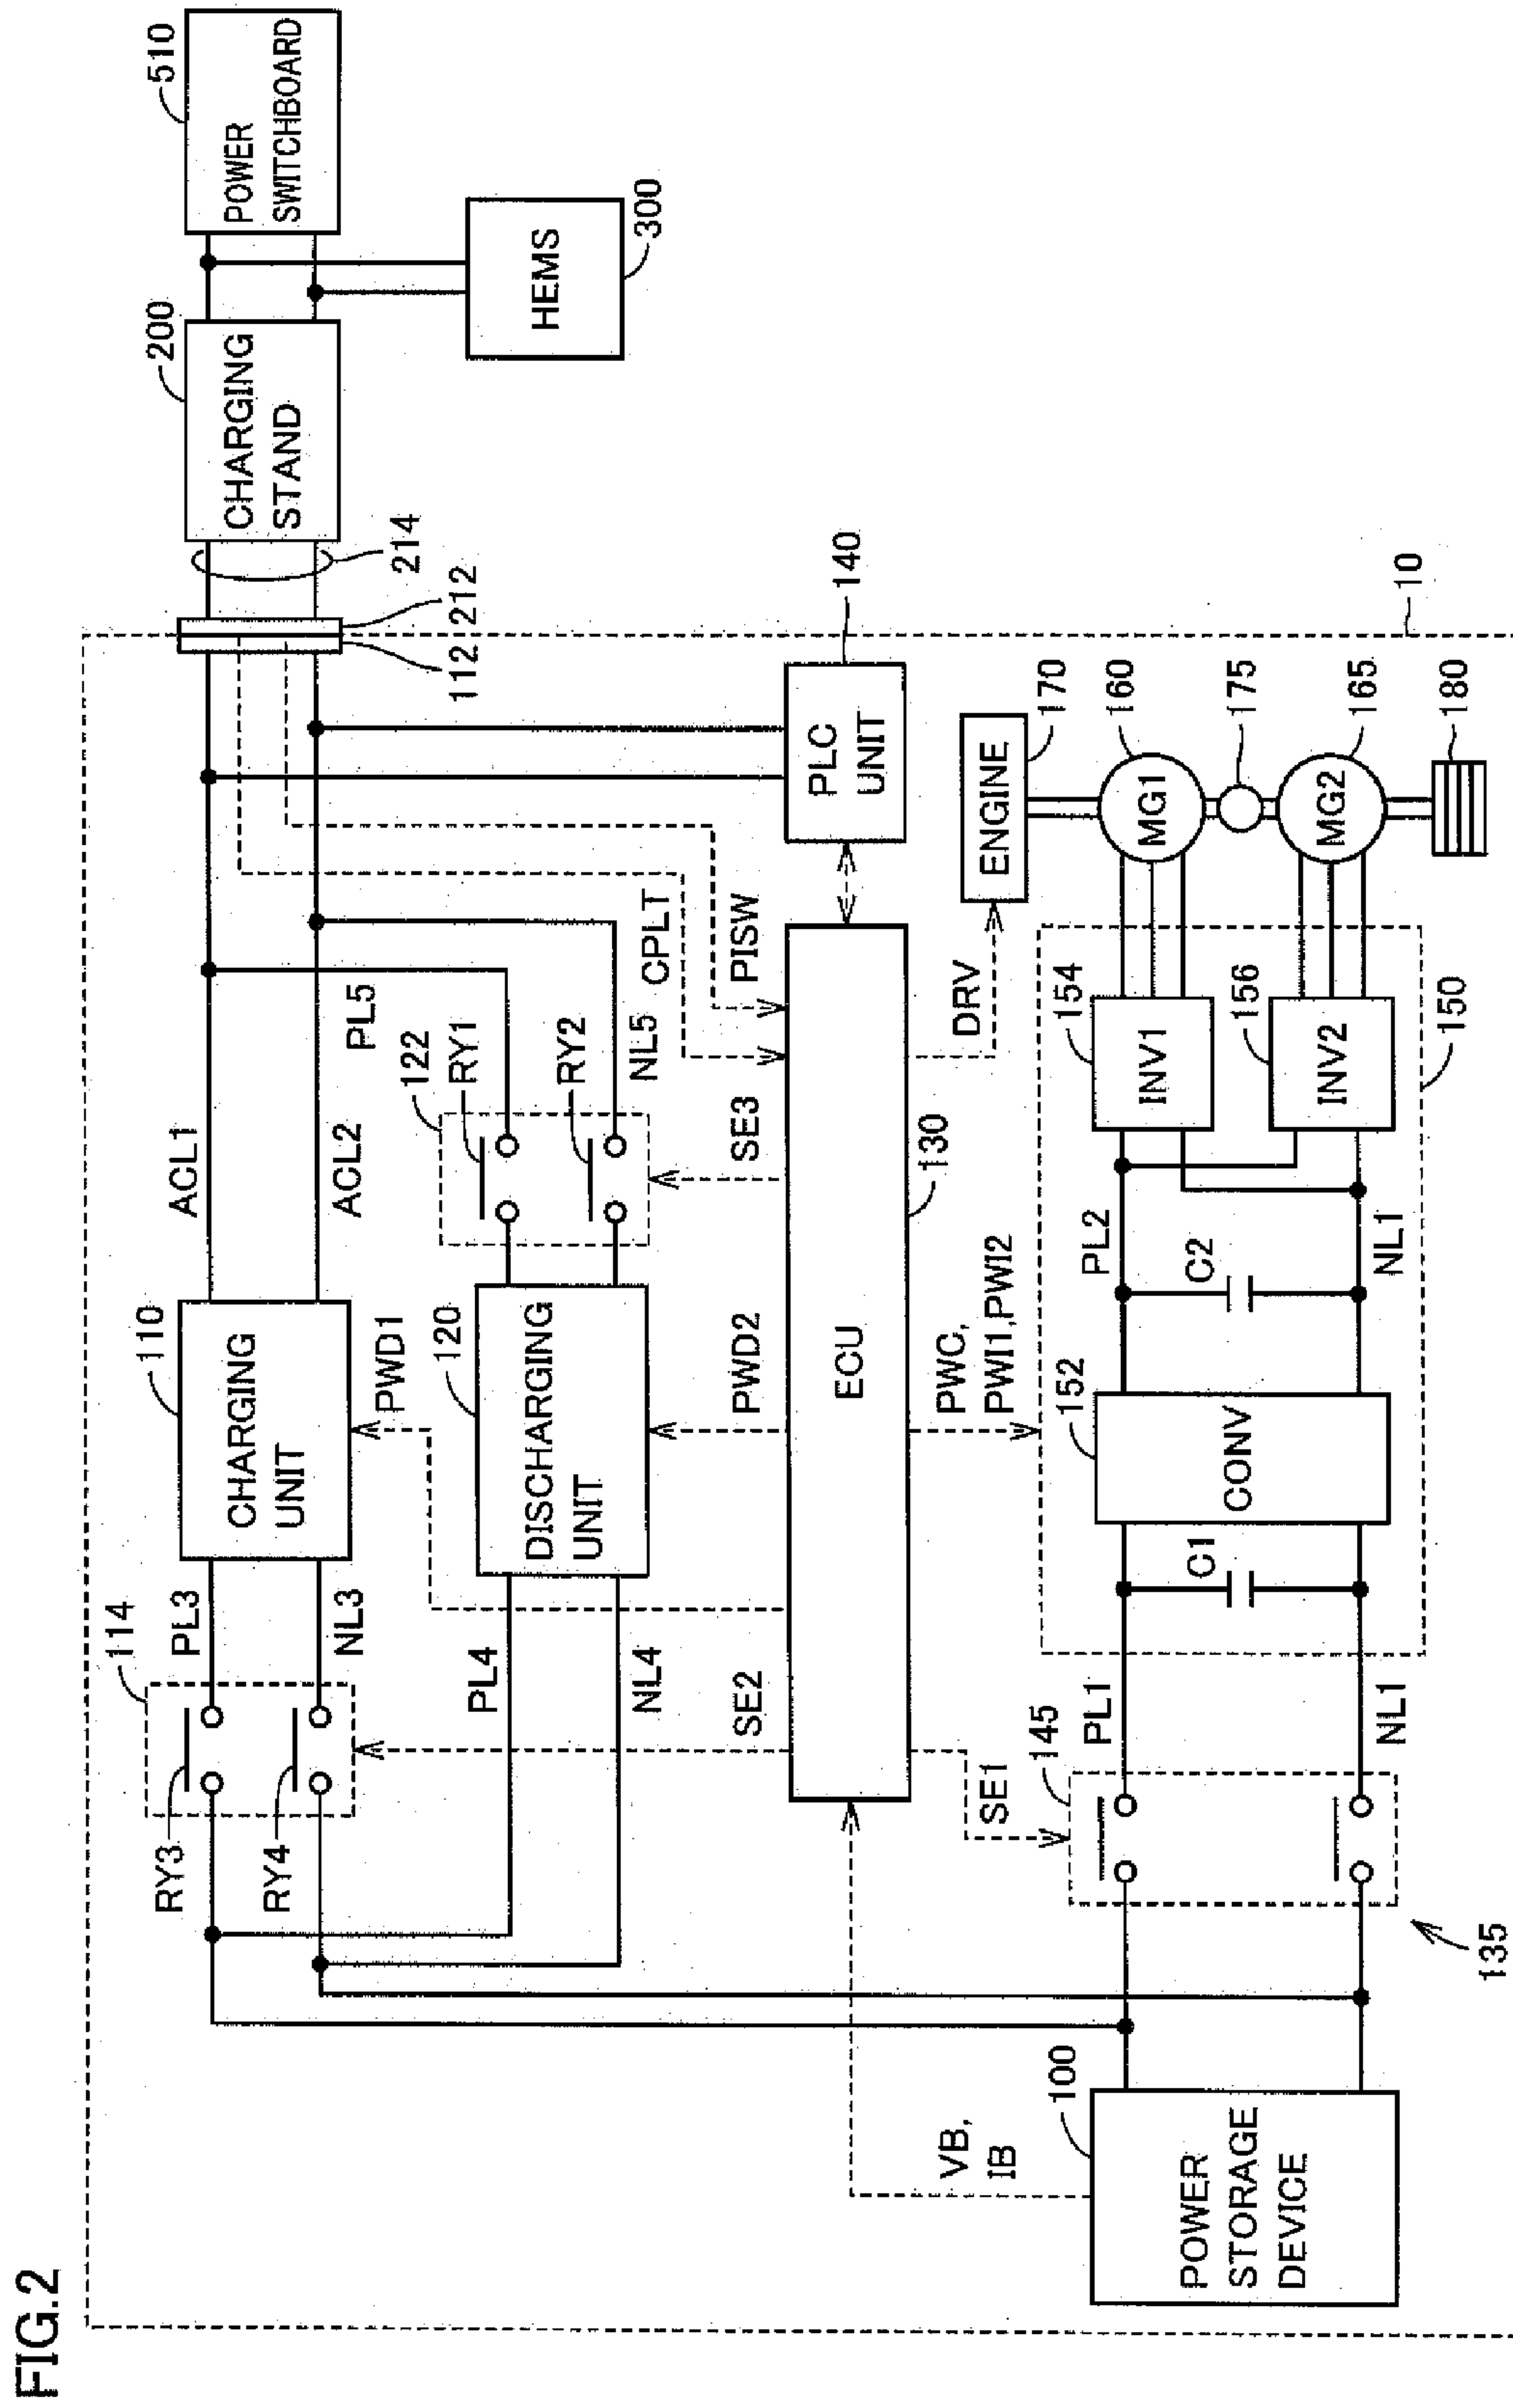 FIG.2
510
POWER
SWITCHBOARD
200
CHARGING
STAND
HEMS
300
214
212
112
10
ACL1
ACL2
110
CHARGING
UNIT
PL3
NL3
114
RY3
RY4
PWD1
PL5
NL5
122
RY1
RY2
120
DISCHARGING
UNIT
PL4
NL4
CPLT
PISW
140
PLC
UNIT
SE3
PWD2
SE2
130
ECU
DRV
PWC,
PWI1,PWI2
SE1
VB,
IB
170
ENGINE
160
MG1
175
165
MG2
180
154
INV1
156
INV2
150
PL2
NL1
C2
152
CONV
C1
PL1
NL1
145
135
100
POWER
STORAGE
DEVICE